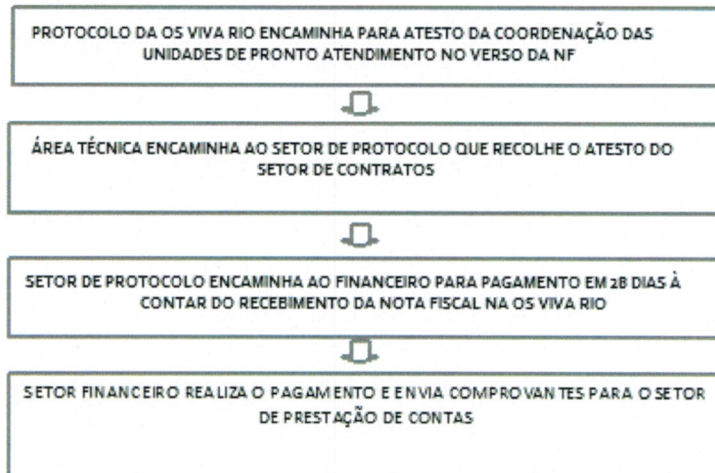 PROTOCOLO DA OS VIVA RIO ENCAMINHA PARA ATESTO DA COORDENAÇÃO DAS
UNIDADES DE PRONTO ATENDIMENTO NO VERSO DA NF
ÁREA TÉCNICA ENCAMINHA AO SETOR DE PROTOCOLO QUE RECOLHE O ATESTO DO
SETOR DE CONTRATOS
SETOR DE PROTOCOLO ENCAMINHA AO FINANCEIRO PARA PAGAMENTO EM 28 DIAS À
CONTAR DO RECEBIMENTO DA NOTA FISCAL NA OS VIVA RIO
SETOR FINANCEIRO REALIZA O PAGAMENTO E ENVIA COMPROVANTES PARA O SETOR
DE PRESTAÇÃO DE CONTAS